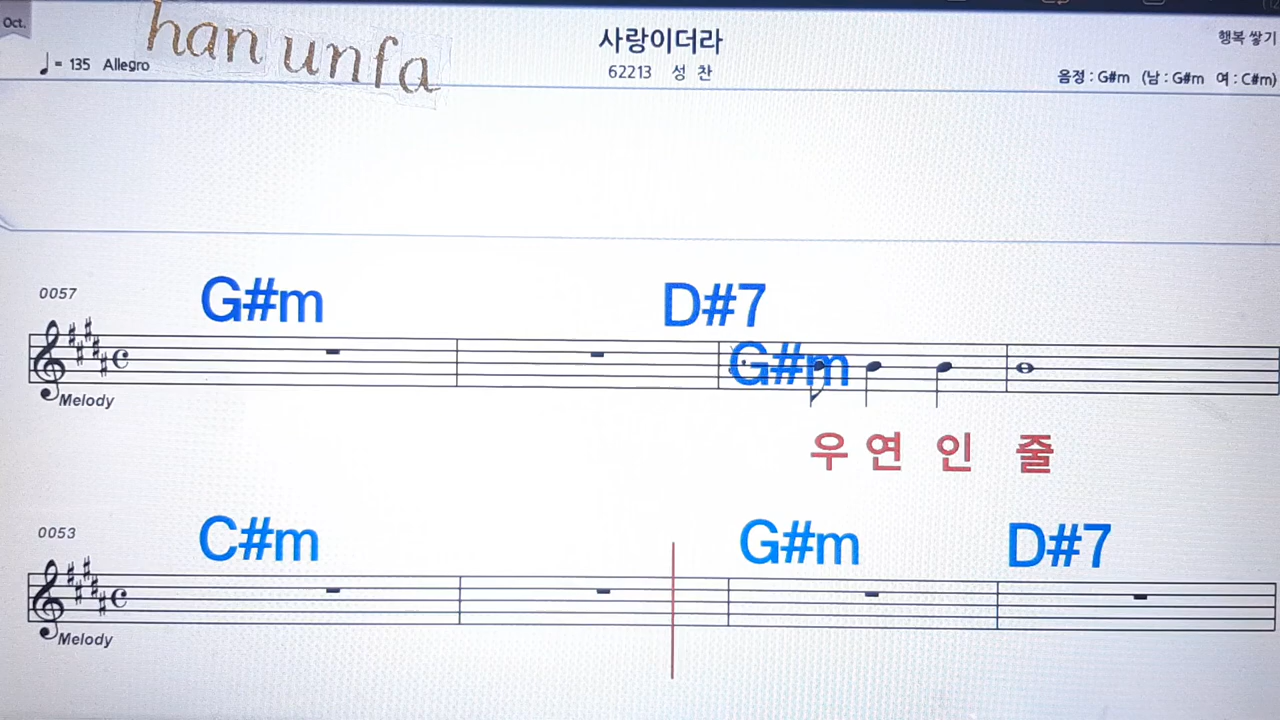 Oct.
han unfa
사랑이더라
행복 쌓기
♩= 135 Allegro
62213 성 찬
음정 : G#m (남 : G#m 여 : C#m)
0057
G#m D#7
G#m
Melody
우 연 인 줄
0053
C#m G#m D#7
Melody